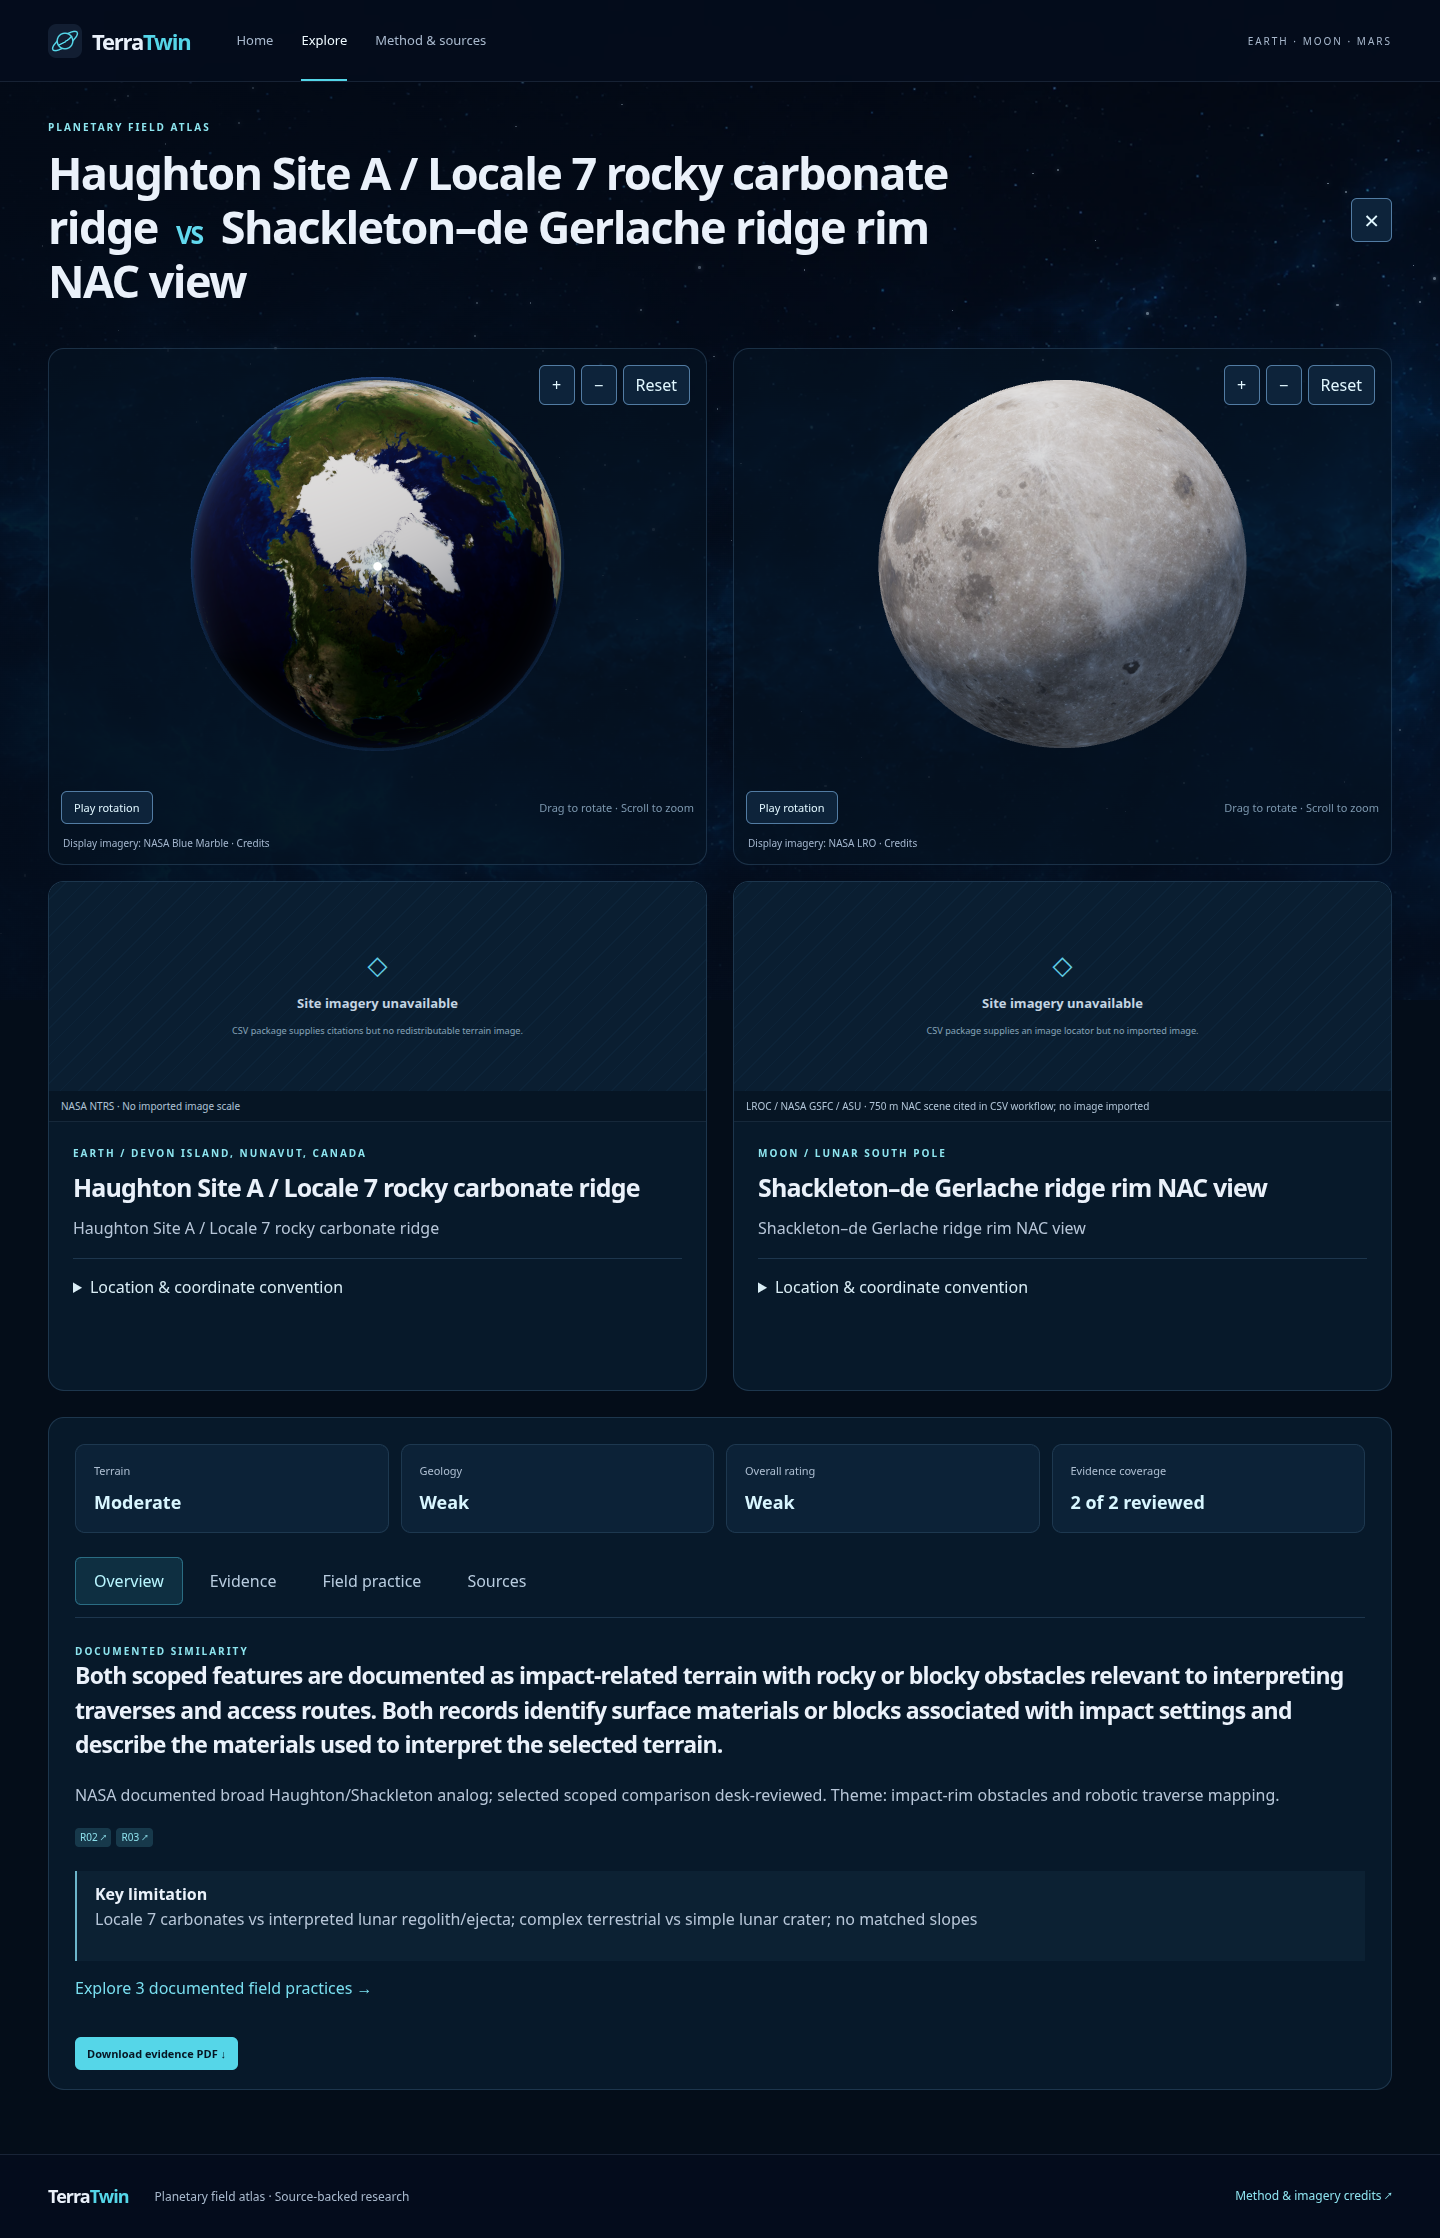 TerraTwin
Home
Explore
Method & sources
EARTH · MOON · MARS
PLANETARY FIELD ATLAS
Haughton Site A / Locale 7 rocky carbonate
ridge vs Shackleton–de Gerlache ridge rim
NAC view
×
+
−
Reset
+
−
Reset
Play rotation
Drag to rotate · Scroll to zoom
Display imagery: NASA Blue Marble · Credits
Play rotation
Drag to rotate · Scroll to zoom
Display imagery: NASA LRO · Credits
Site imagery unavailable
CSV package supplies citations but no redistributable terrain image.
NASA NTRS · No imported image scale
EARTH / DEVON ISLAND, NUNAVUT, CANADA
Haughton Site A / Locale 7 rocky carbonate ridge
Haughton Site A / Locale 7 rocky carbonate ridge
▶ Location & coordinate convention
Site imagery unavailable
CSV package supplies an image locator but no imported image.
LROC / NASA GSFC / ASU · 750 m NAC scene cited in CSV workflow; no image imported
MOON / LUNAR SOUTH POLE
Shackleton–de Gerlache ridge rim NAC view
Shackleton–de Gerlache ridge rim NAC view
▶ Location & coordinate convention
Terrain
Moderate
Geology
Weak
Overall rating
Weak
Evidence coverage
2 of 2 reviewed
Overview
Evidence
Field practice
Sources
DOCUMENTED SIMILARITY
Both scoped features are documented as impact-related terrain with rocky or blocky obstacles relevant to interpreting
traverses and access routes. Both records identify surface materials or blocks associated with impact settings and
describe the materials used to interpret the selected terrain.
NASA documented broad Haughton/Shackleton analog; selected scoped comparison desk-reviewed. Theme: impact-rim obstacles and robotic traverse mapping.
R02 ↗
R03 ↗
Key limitation
Locale 7 carbonates vs interpreted lunar regolith/ejecta; complex terrestrial vs simple lunar crater; no matched slopes
Explore 3 documented field practices →
Download evidence PDF ↓
TerraTwin
Planetary field atlas · Source-backed research
Method & imagery credits ↗